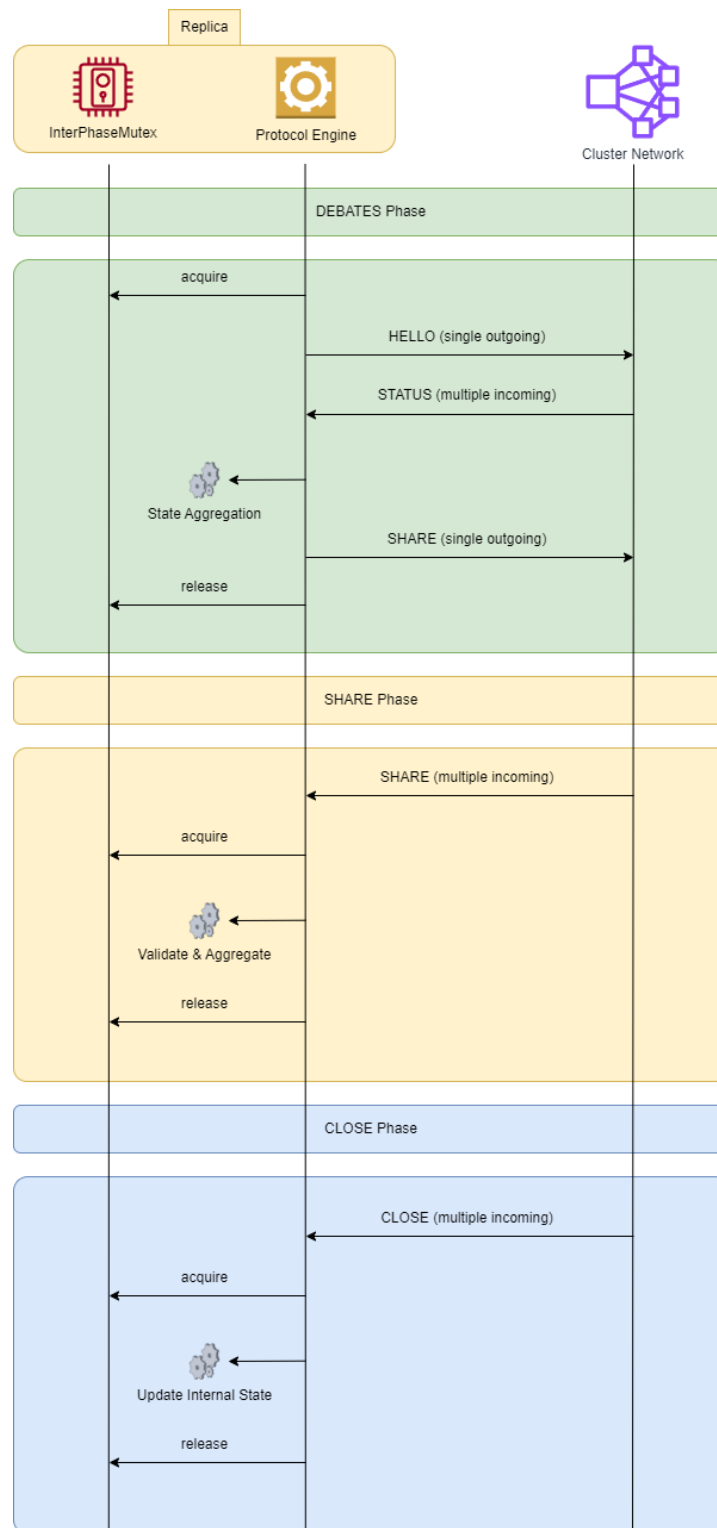 Replica
InterPhaseMutex
Protocol Engine
Cluster Network
DEBATES Phase
acquire
HELLO (single outgoing)
STATUS (multiple incoming)
State Aggregation
SHARE (single outgoing)
release
SHARE Phase
SHARE (multiple incoming)
acquire
Validate & Aggregate
release
CLOSE Phase
CLOSE (multiple incoming)
acquire
Update Internal State
release